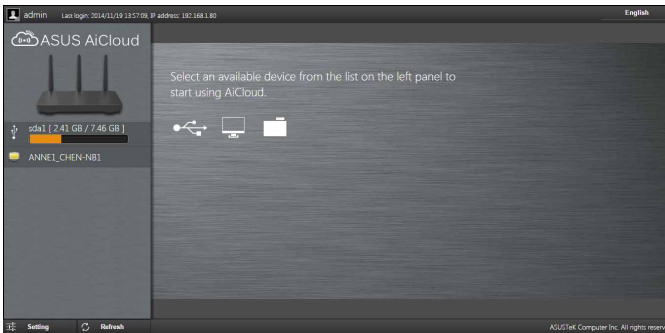 admin Last login: 2014/11/19 13:57:09, IP address: 192.168.1.80
English
ASUS AiCloud
Select an available device from the list on the left panel to
start using AiCloud.
sda1 [ 2.41 GB / 7.46 GB ]
ANNE1_CHEN-NB1
Setting Refresh
ASUSTeK Computer Inc. All rights reserv